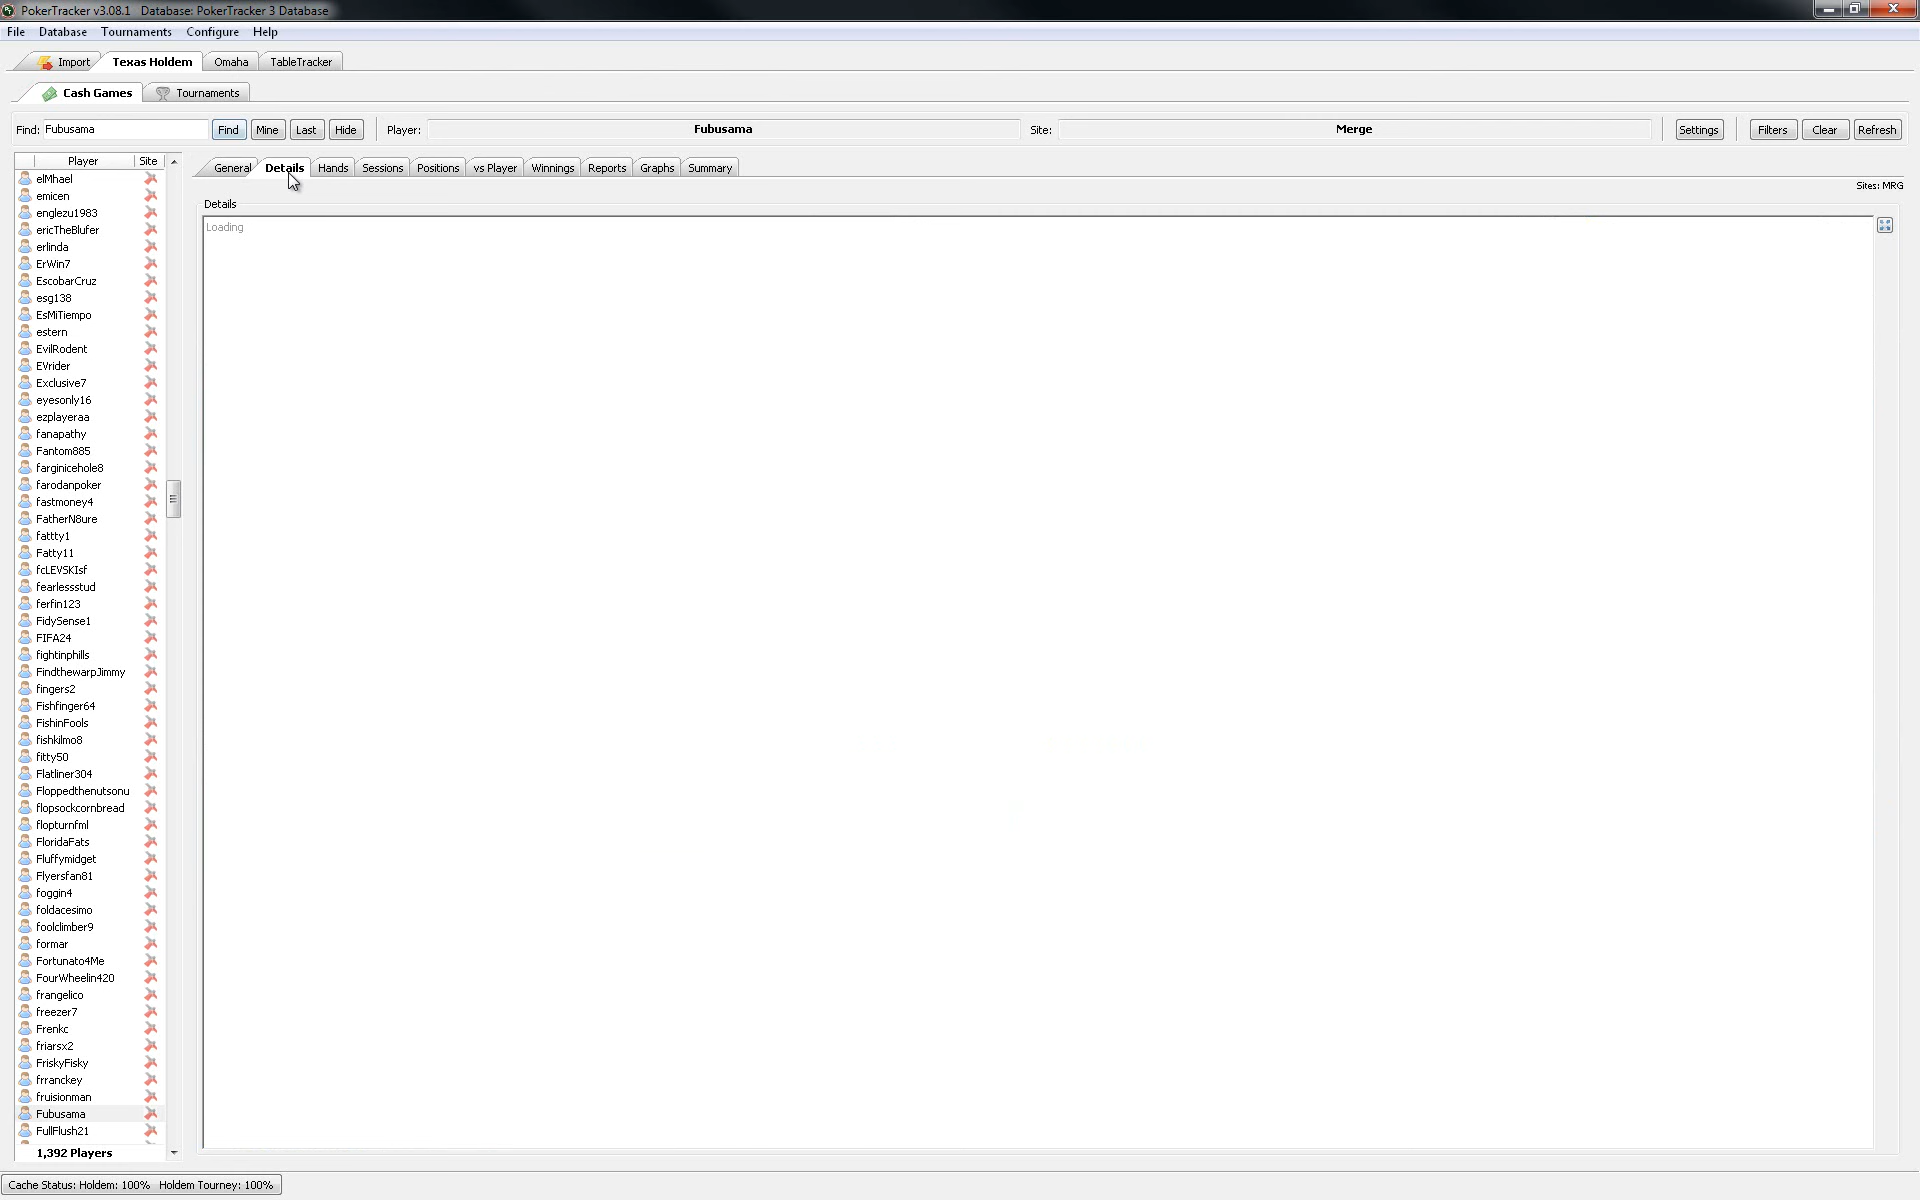 PokerTracker v3.08.1   Database: PokerTracker 3 Database
File Database Tournaments Configure Help
Import Texas Holdem Omaha TableTracker
Cash Games Tournaments
Find: Fubusama Find Mine Last Hide Player: Fubusama Site: Merge Settings Filters Clear Refresh
Player Site
General Details Hands Sessions Positions vs Player Winnings Reports Graphs Summary
Sites: MRG
Details
Loading
elMhael
emicen
englezu1983
ericTheBlufer
erlinda
ErWin7
EscobarCruz
esg138
EsMiTiempo
estern
EvilRodent
EVrider
Exclusive7
eyesonly16
ezplayeraa
fanapathy
Fantom885
farginicehole8
farodanpoker
fastmoney4
FatherN8ure
fattty1
Fatty11
fcLEVSKIsf
fearlessstud
ferfin123
FidySense1
FIFA24
fightinphills
FindthewarpJimmy
fingers2
Fishfinger64
FishinFools
fishkilmo8
fitty50
Flatliner304
Floppedthenutsonu
flopsockcornbread
flopturnfml
FloridaFats
Fluffymidget
Flyersfan81
foggin4
foldacesimo
foolclimber9
formar
Fortunato4Me
FourWheelin420
frangelico
freezer7
Frenkc
friarsx2
FriskyFisky
frranckey
fruisionman
Fubusama
FullFlush21
1,392 Players
Cache Status: Holdem: 100%   Holdem Tourney: 100%